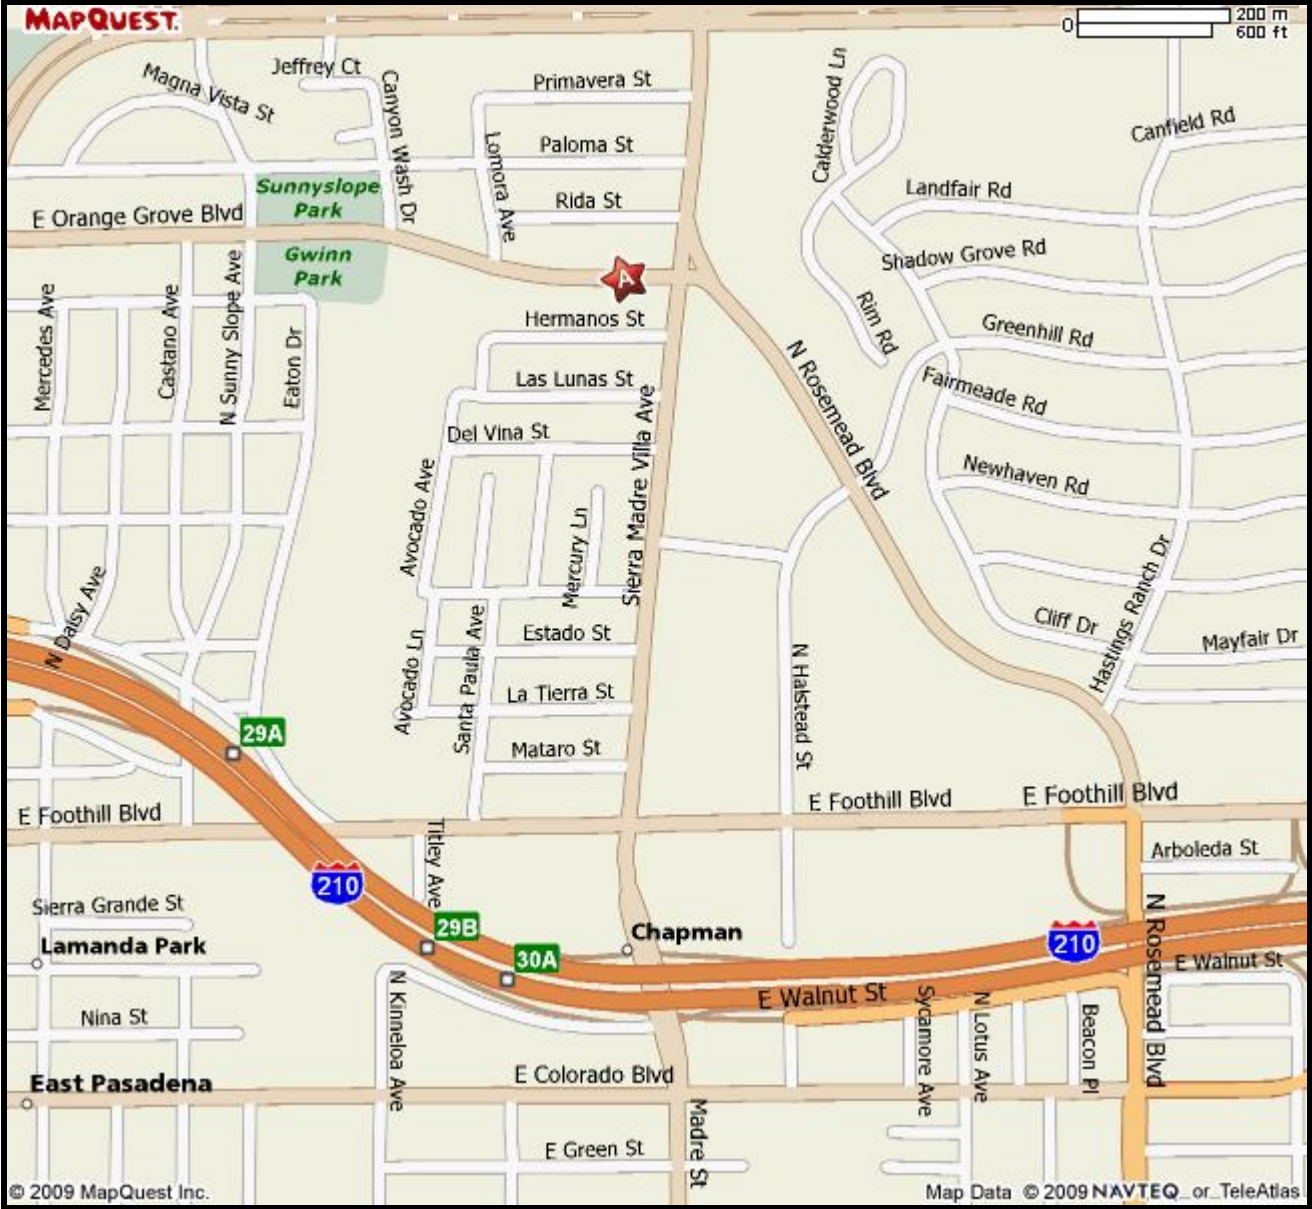 MAPQUEST.
0
200 m
600 ft
Jeffrey Ct
Magna Vista St
Canyon Wash Dr
Primavera St
Lomora Ave
Paloma St
Rida St
Calderwood Ln
Canfield Rd
Landfair Rd
Sunnyslope
Park
E Orange Grove Blvd
Gwinn
Park
A
Shadow Grove Rd
Rim Rd
Mercedes Ave
Castano Ave
N Sunny Slope Ave
Eaton Dr
Hermanos St
Greenhill Rd
N Rosemead Blvd
Las Lunas St
Fairmeade Rd
Sierra Madre Villa Ave
Del Vina St
Avocado Ave
Newhaven Rd
Mercury Ln
Hastings Ranch Dr
N Daisy Ave
Santa Paula Ave
Estado St
Cliff Dr
Mayfair Dr
Avocado Ln
N Halstead St
La Tierra St
29A
Mataro St
E Foothill Blvd
E Foothill Blvd
E Foothill Blvd
Titley Ave
Arboleda St
210
Sierra Grande St
N Rosemead Blvd
29B
Chapman
210
Lamanda Park
30A
E Walnut St
N Kinneloa Ave
E Walnut St
Sycamore Ave
N Lotus Ave
Beacon Pl
Nina St
E Colorado Blvd
East Pasadena
Madre St
E Green St
© 2009 MapQuest Inc.
Map Data © 2009 NAVTEQ or TeleAtlas